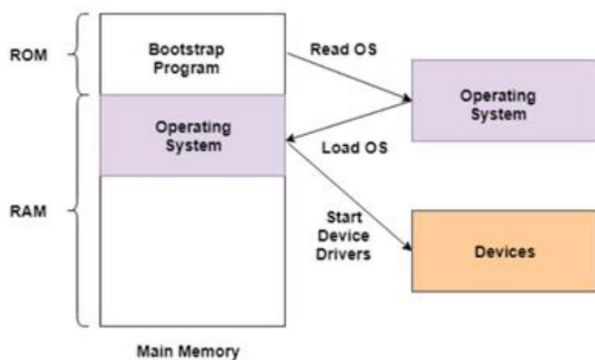 ROM
Bootstrap
Program
Read OS
Operating
System
Operating
System
Load OS
RAM
Start
Device
Drivers
Devices
Main Memory